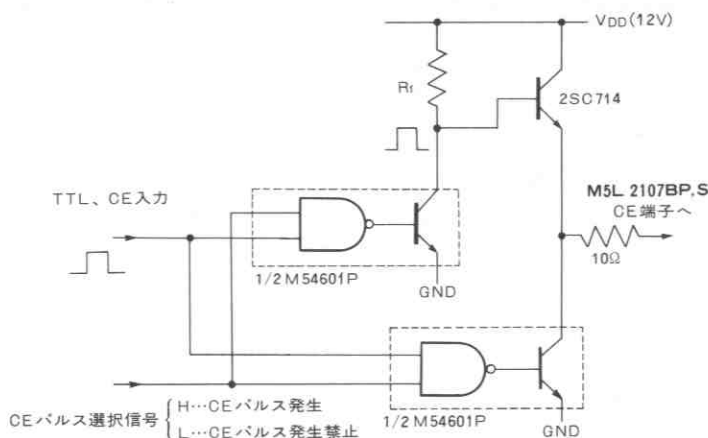 VDD(12V)
Rf
2SC714
TTL、CE入力
M5L 2107BP,S
CE端子へ
10Ω
1/2 M54601P
GND
CEパルス選択信号
H…CEパルス発生
L…CEパルス発生禁止
1/2 M54601P
GND